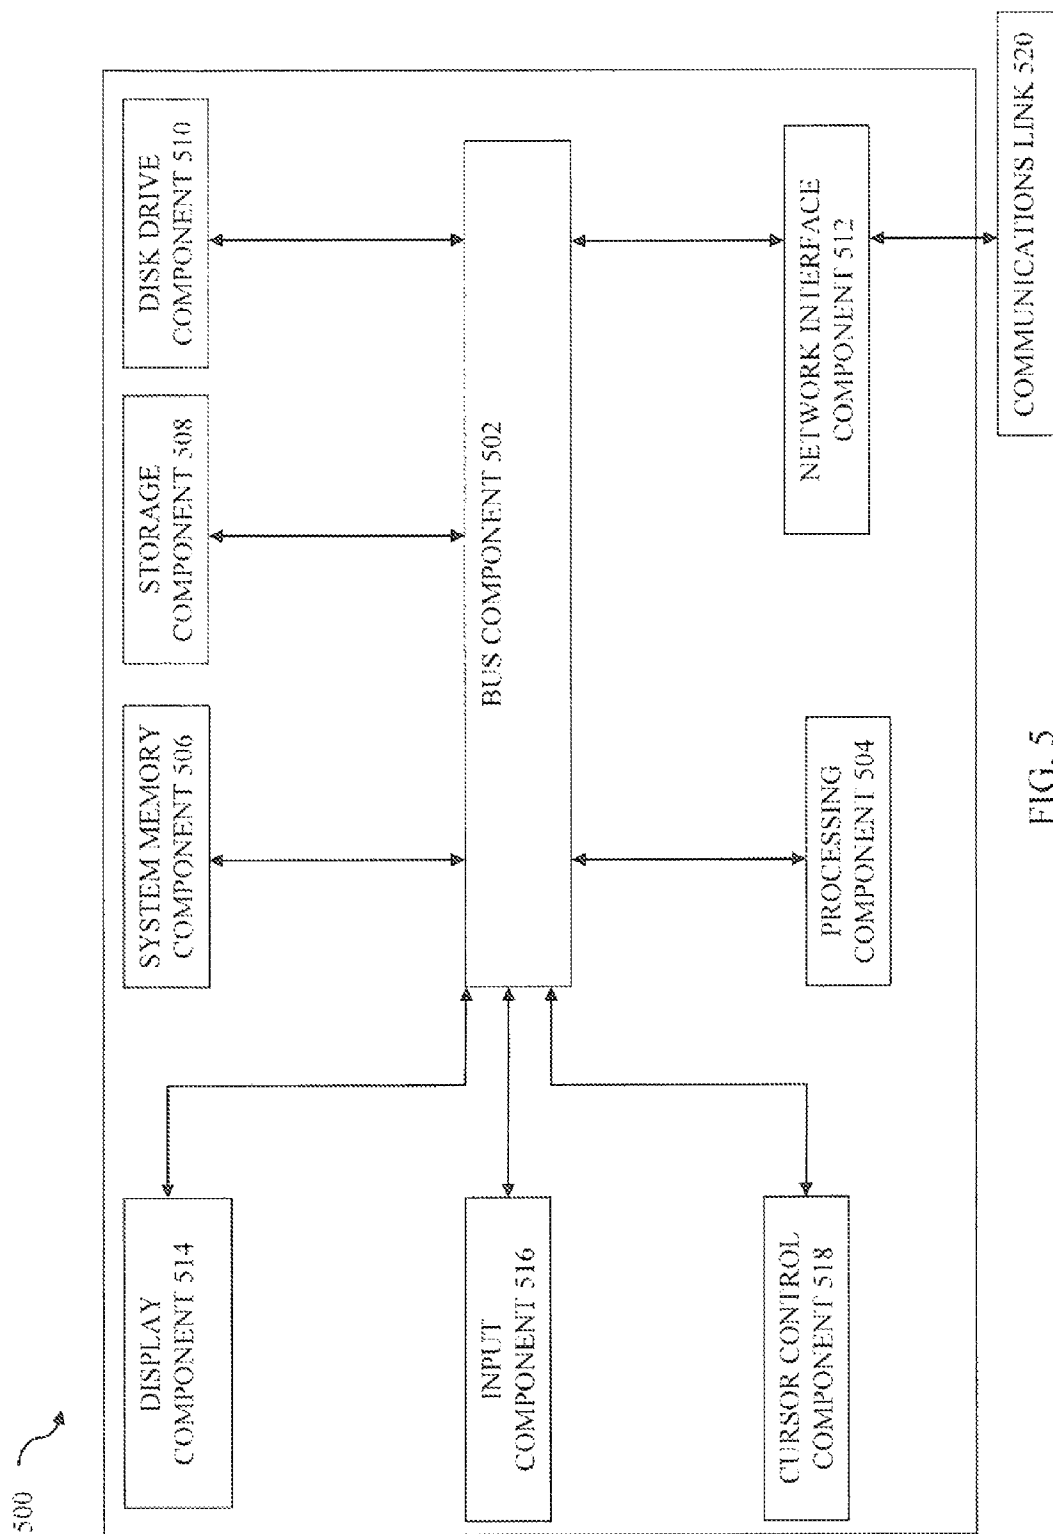 500
DISPLAY
COMPONENT 514
SYSTEM MEMORY
COMPONENT 506
STORAGE
COMPONENT 508
DISK DRIVE
COMPONENT 510
INPUT
COMPONENT 516
BUS COMPONENT 502
CURSOR CONTROL
COMPONENT 518
PROCESSING
COMPONENT 504
NETWORK INTERFACE
COMPONENT 512
COMMUNICATIONS LINK 520
FIG. 5